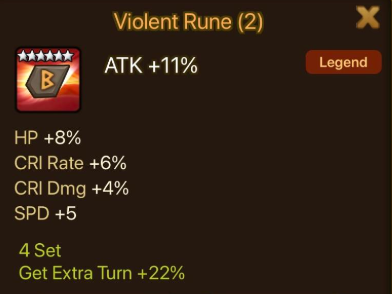 Violent Rune (2)
ATK +11%
Legend
HP +8%
CRI Rate +6%
CRI Dmg +4%
SPD +5
4 Set
Get Extra Turn +22%